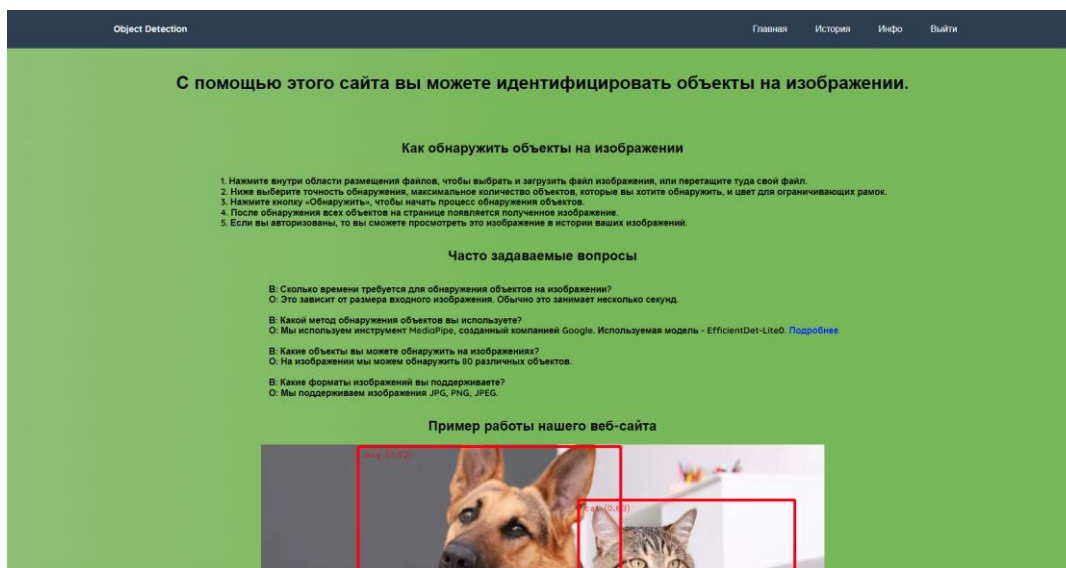 Object Detection
Главная
История
Инфо
Выйти
С помощью этого сайта вы можете идентифицировать объекты на изображении.
Как обнаружить объекты на изображении
1. Нажмите внутри области размещения файлов, чтобы выбрать и загрузить файл изображения, или перетащите туда свой файл.
2. Ниже выберите точность обнаружения, максимальное количество объектов, которые вы хотите обнаружить, и цвет для ограничивающих рамок.
3. Нажмите кнопку «Обнаружить», чтобы начать процесс обнаружения объектов.
4. После обнаружения всех объектов на странице появляется полученное изображение.
5. Если вы авторизованы, то вы сможете просмотреть это изображение в истории ваших изображений.
Часто задаваемые вопросы
В: Сколько времени требуется для обнаружения объектов на изображении?
О: Это зависит от размера входного изображения. Обычно это занимает несколько секунд.
В: Какой метод обнаружения объектов вы используете?
О: Мы используем инструмент MediaPipe, созданный компанией Google. Используемая модель - EfficientDet-Lite0. Подробнее
В: Какие объекты вы можете обнаружить на изображениях?
О: На изображении мы можем обнаружить 80 различных объектов.
В: Какие форматы изображений вы поддерживаете?
О: Мы поддерживаем изображения JPG, PNG, JPEG.
Пример работы нашего веб-сайта
dog
cat